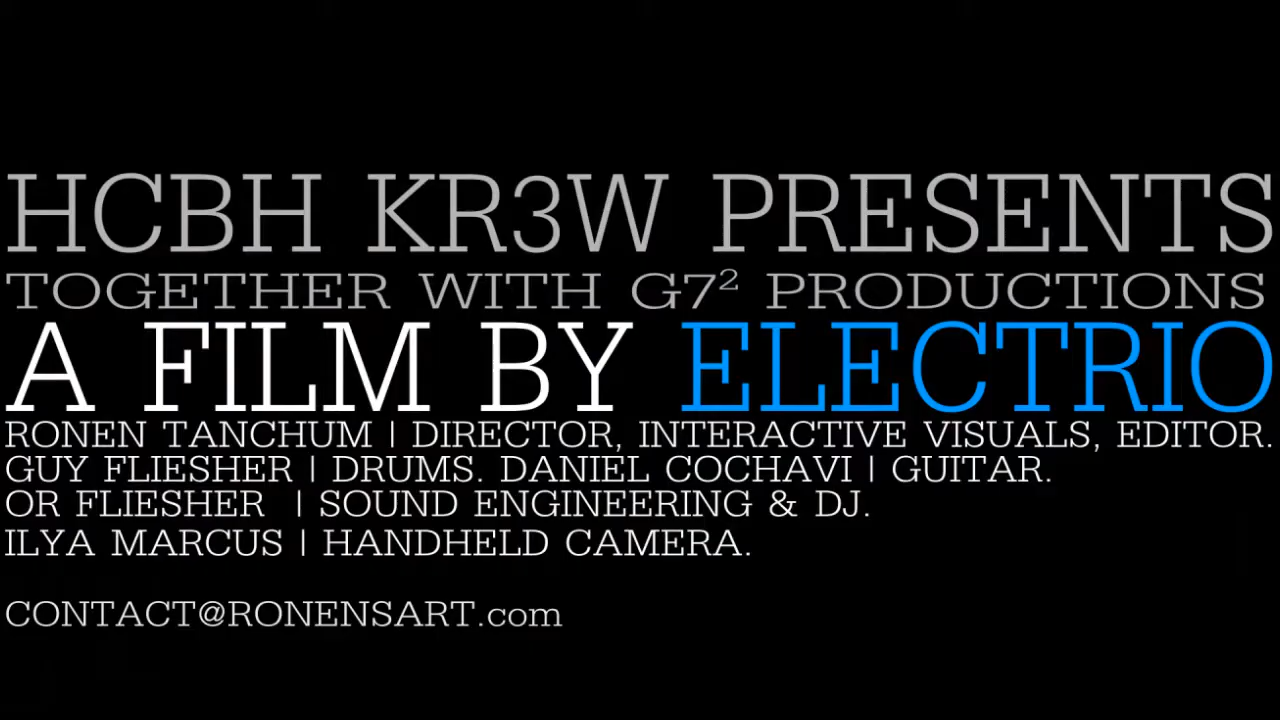 HCBH KR3W PRESENTS
TOGETHER WITH G7² PRODUCTIONS
A FILM BY ELECTRIO
RONEN TANCHUM | DIRECTOR, INTERACTIVE VISUALS, EDITOR.
GUY FLIESHER | DRUMS. DANIEL COCHAVI | GUITAR.
OR FLIESHER | SOUND ENGINEERING & DJ.
ILYA MARCUS | HANDHELD CAMERA.
CONTACT@RONENSART.com